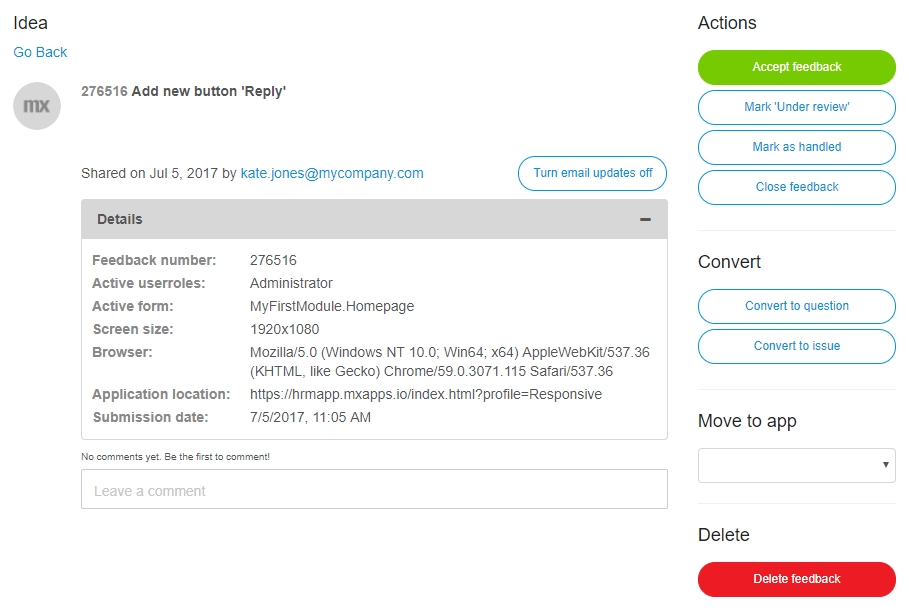 Idea
Go Back
mx
276516 Add new button 'Reply'
Shared on Jul 5, 2017 by kate.jones@mycompany.com
Turn email updates off
Details
Feedback number: 276516
Active userroles: Administrator
Active form: MyFirstModule.Homepage
Screen size: 1920x1080
Browser: Mozilla/5.0 (Windows NT 10.0; Win64; x64) AppleWebKit/537.36
(KHTML, like Gecko) Chrome/59.0.3071.115 Safari/537.36
Application location: https://hrmapp.mxapps.io/index.html?profile=Responsive
Submission date: 7/5/2017, 11:05 AM
No comments yet. Be the first to comment!
Leave a comment
Actions
Accept feedback
Mark 'Under review'
Mark as handled
Close feedback
Convert
Convert to question
Convert to issue
Move to app
Delete
Delete feedback